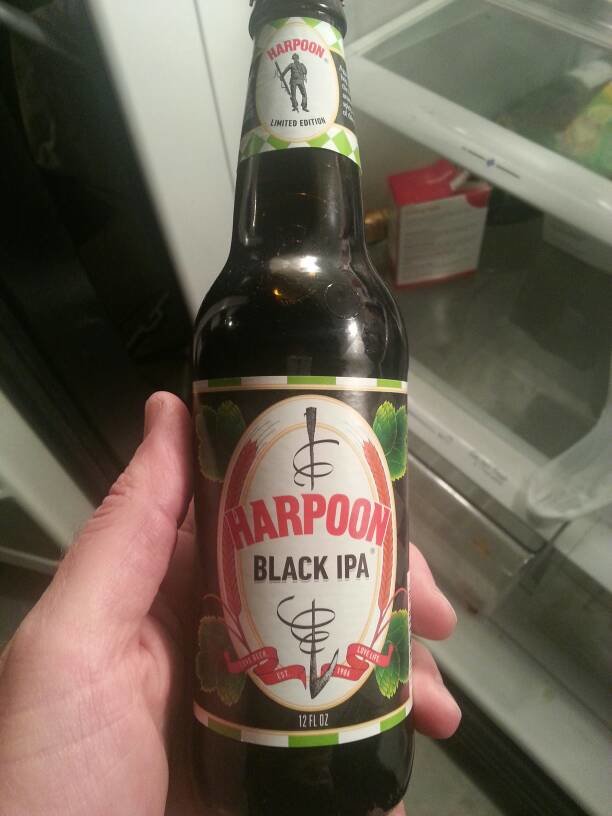 HARPOON®
LIMITED EDITION
HARPOON®
BLACK IPA
LOVE BEER. LOVE LIFE.
EST. 1986
12 FL OZ